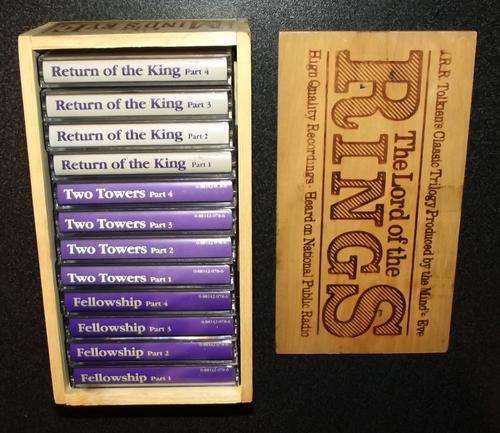 Return of the King Part 4
Return of the King Part 3
Return of the King Part 2
Return of the King Part 1
Two Towers Part 4
Two Towers Part 3
Two Towers Part 2
Two Towers Part 1
Fellowship Part 4
Fellowship Part 3
Fellowship Part 2
Fellowship Part 1
J.R.R. Tolkien's Classic Trilogy Produced by the Mind's Eye
The Lord of the
RINGS
High Quality Recordings · Heard on National Public Radio